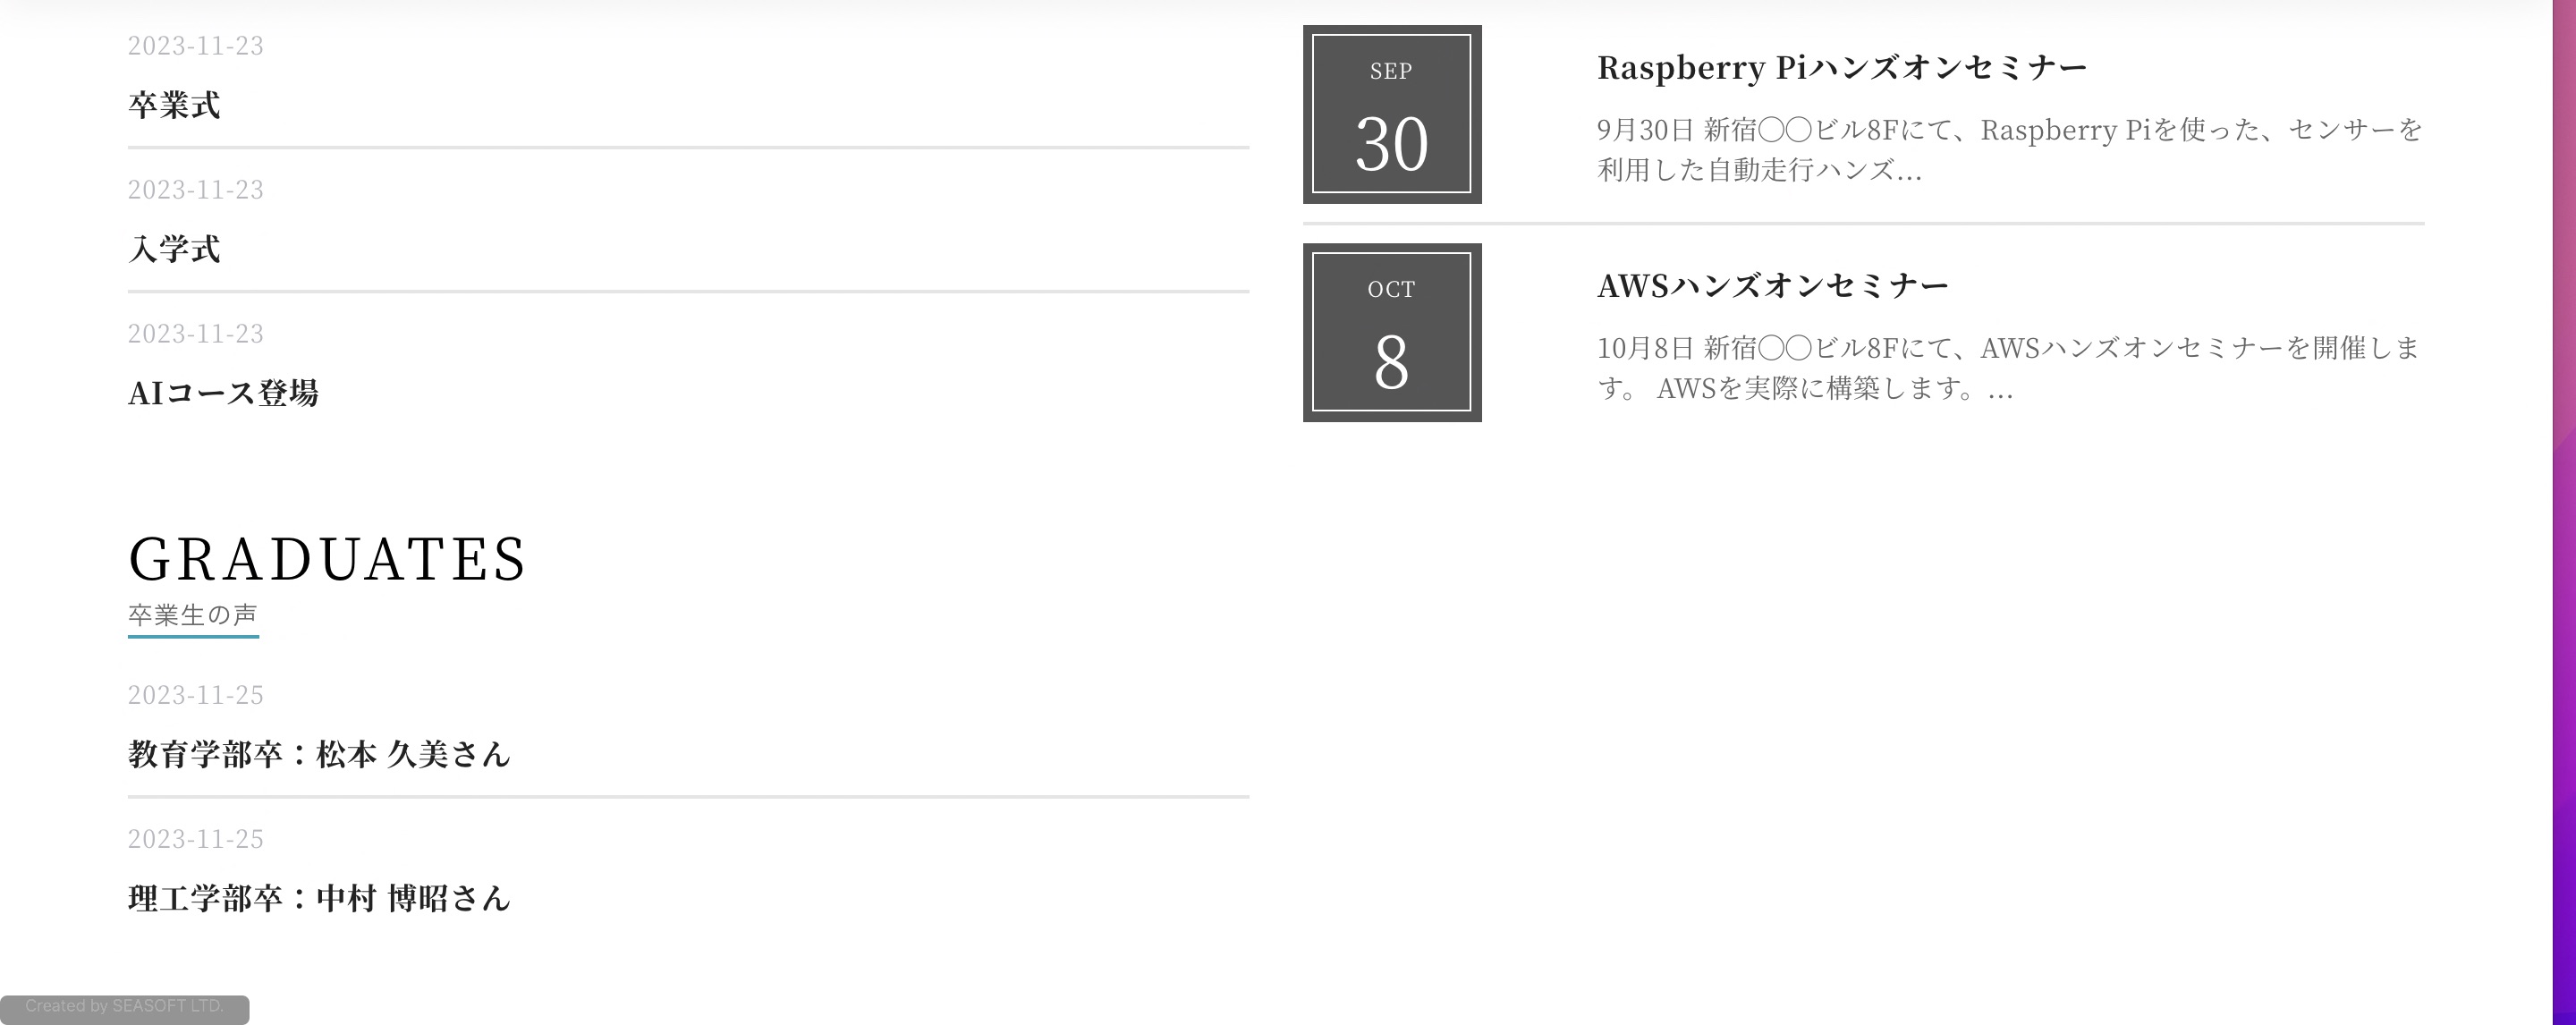 2023-11-23
卒業式
2023-11-23
入学式
2023-11-23
AIコース登場
SEP
30
Raspberry Piハンズオンセミナー
9月30日 新宿◯◯ビル8Fにて、Raspberry Piを使った、センサーを
利用した自動走行ハンズ...
OCT
8
AWSハンズオンセミナー
10月8日 新宿◯◯ビル8Fにて、AWSハンズオンセミナーを開催しま
す。 AWSを実際に構築します。...
GRADUATES
卒業生の声
2023-11-25
教育学部卒：松本 久美さん
2023-11-25
理工学部卒：中村 博昭さん
Created by SEASOFT LTD.